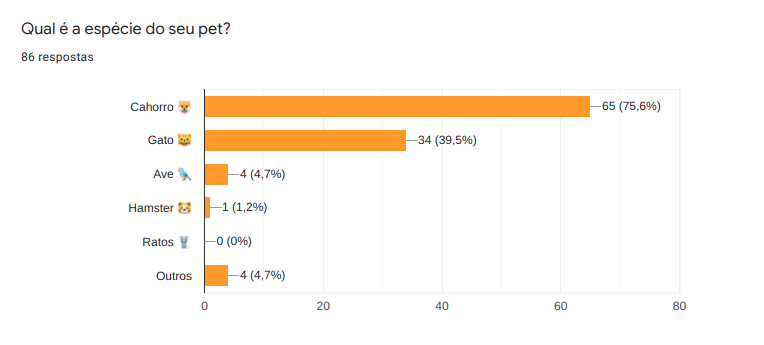 Qual é a espécie do seu pet?
86 respostas
Cahorro 🐶 65 (75,6%)
Gato 🐱 34 (39,5%)
Ave 🐦 4 (4,7%)
Hamster 🐹 1 (1,2%)
Ratos 🐀 0 (0%)
Outros 4 (4,7%)
0 20 40 60 80